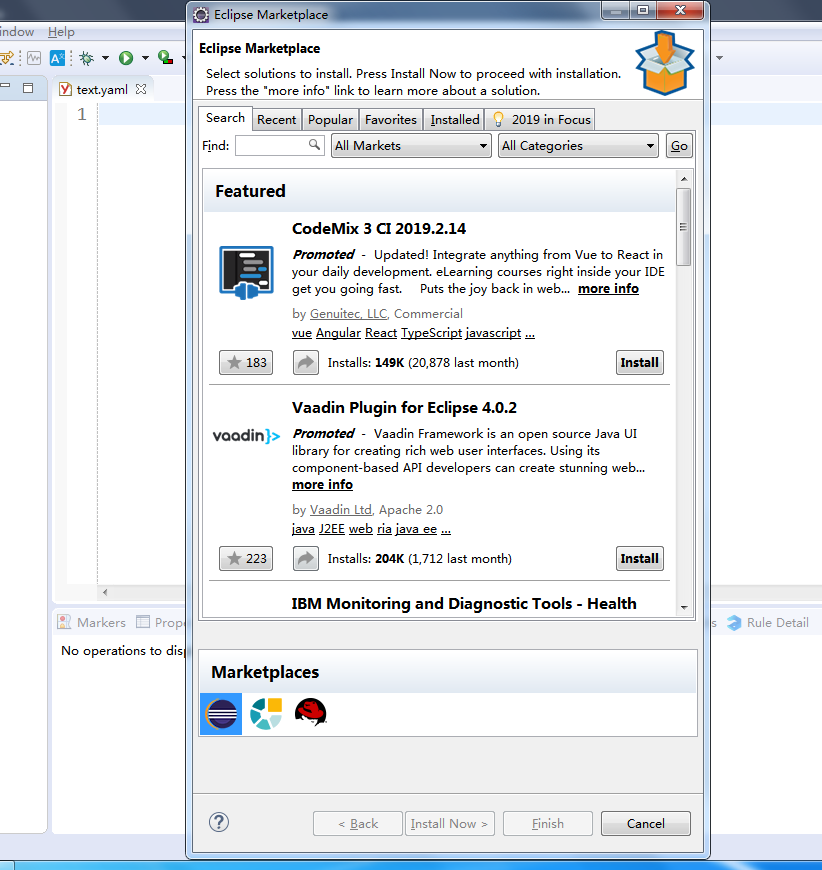 Eclipse Marketplace
Window Help
text.yaml
1
Eclipse Marketplace
Select solutions to install. Press Install Now to proceed with installation.
Press the "more info" link to learn more about a solution.
Search Recent Popular Favorites Installed 2019 in Focus
Find: All Markets All Categories Go
Featured
CodeMix 3 CI 2019.2.14
Promoted - Updated! Integrate anything from Vue to React in
your daily development. eLearning courses right inside your IDE
get you going fast. Puts the joy back in web... more info
by Genuitec, LLC, Commercial
vue Angular React TypeScript javascript ...
183 Installs: 149K (20,878 last month) Install
Vaadin Plugin for Eclipse 4.0.2
vaadin}>
Promoted - Vaadin Framework is an open source Java UI
library for creating rich web user interfaces. Using its
component-based API developers can create stunning web...
more info
by Vaadin Ltd, Apache 2.0
java J2EE web ria java ee ...
223 Installs: 204K (1,712 last month) Install
IBM Monitoring and Diagnostic Tools - Health
Markers Prope s Rule Detail
No operations to disp
Marketplaces
? < Back Install Now > Finish Cancel